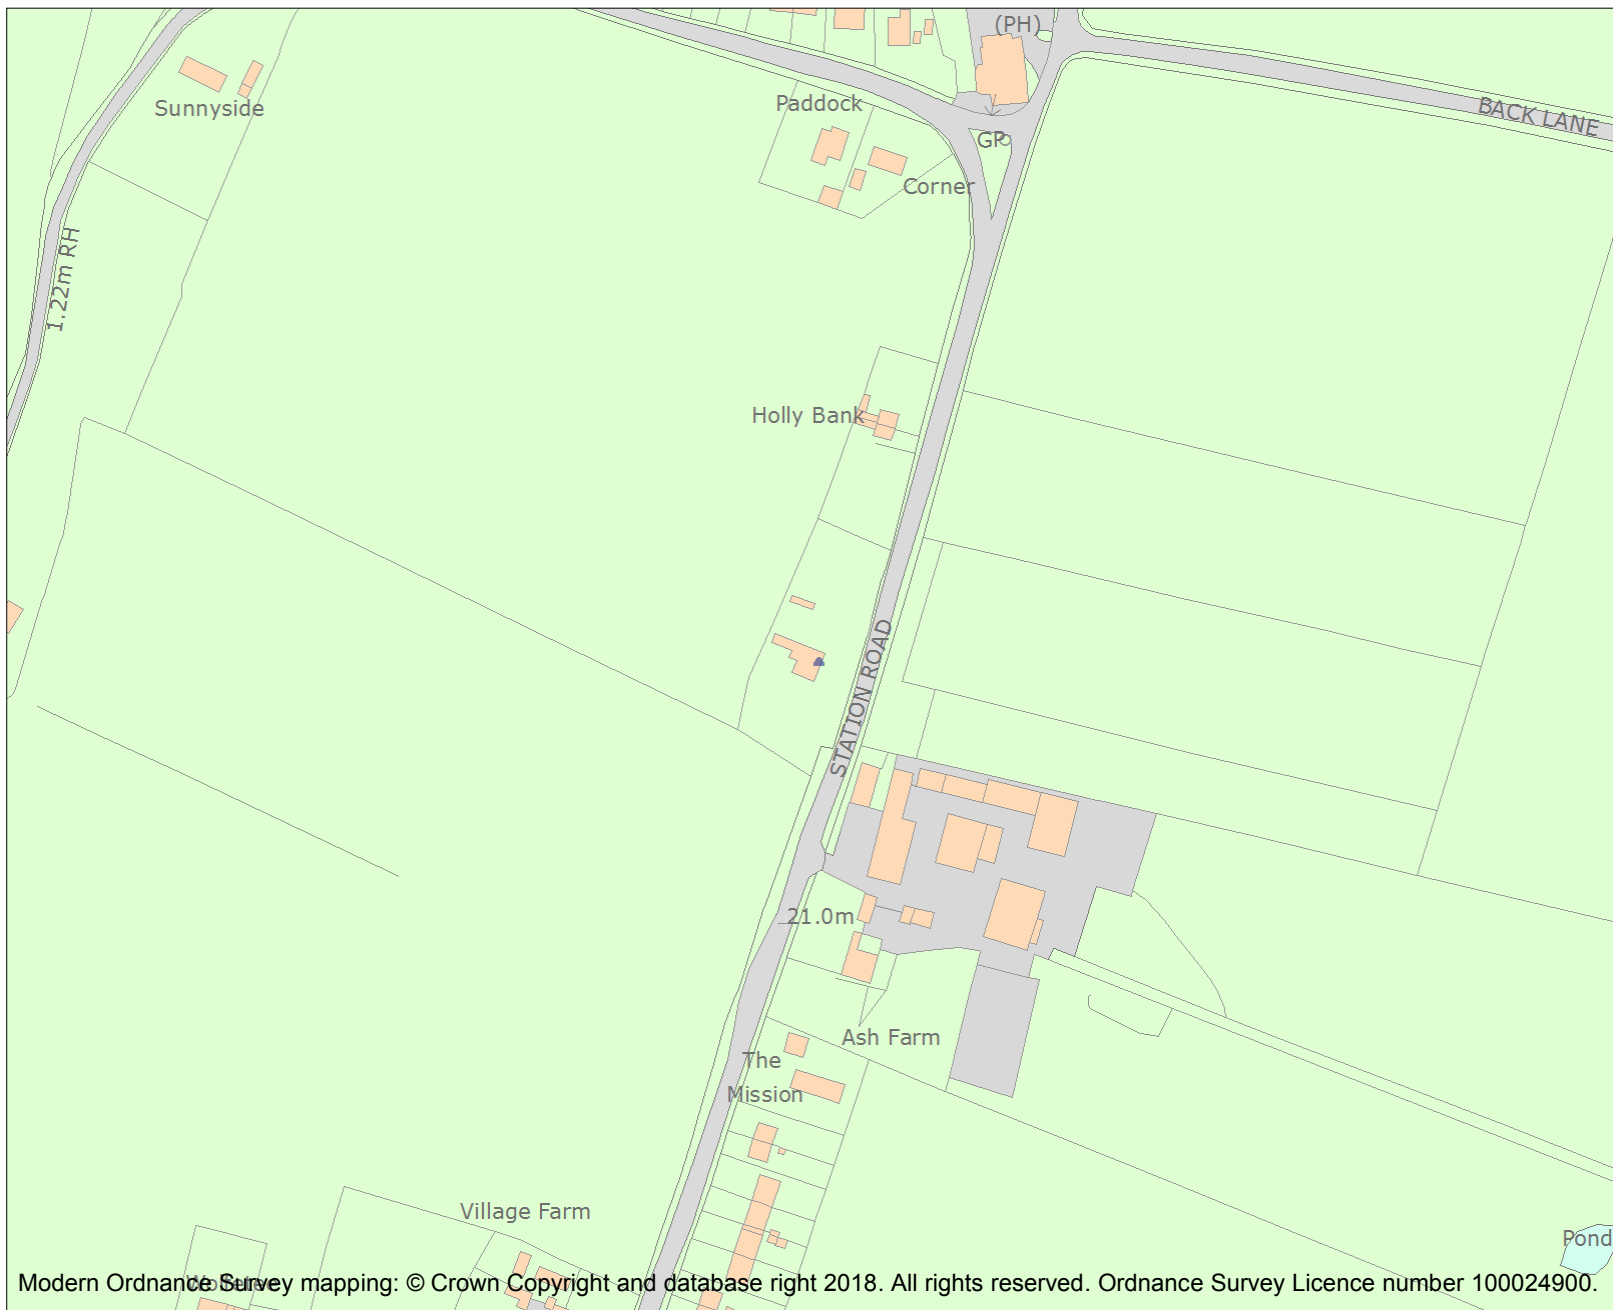 (PH)
Sunnyside
Paddock
BACK LANE
GP
Corner
1.22m RH
Holly Bank
STATION ROAD
21.0m
Ash Farm
The
Mission
Village Farm
Pond
Modern Ordnance Survey mapping: © Crown Copyright and database right 2018. All rights reserved. Ordnance Survey Licence number 100024900.